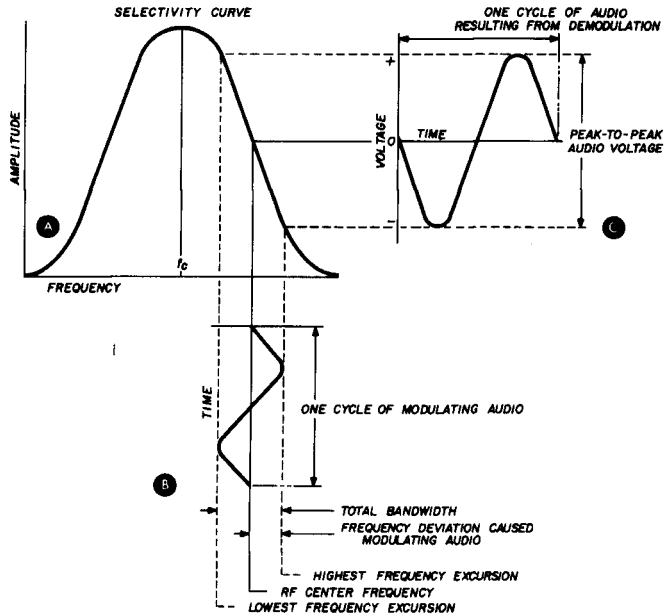 SELECTIVITY CURVE
ONE CYCLE OF AUDIO
RESULTING FROM DEMODULATION
AMPLITUDE
A
fc
FREQUENCY
+
VOLTAGE
0
TIME
-
PEAK-TO-PEAK
AUDIO VOLTAGE
C
TIME
ONE CYCLE OF MODULATING AUDIO
B
TOTAL BANDWIDTH
FREQUENCY DEVIATION CAUSED
MODULATING AUDIO
HIGHEST FREQUENCY EXCURSION
RF CENTER FREQUENCY
LOWEST FREQUENCY EXCURSION